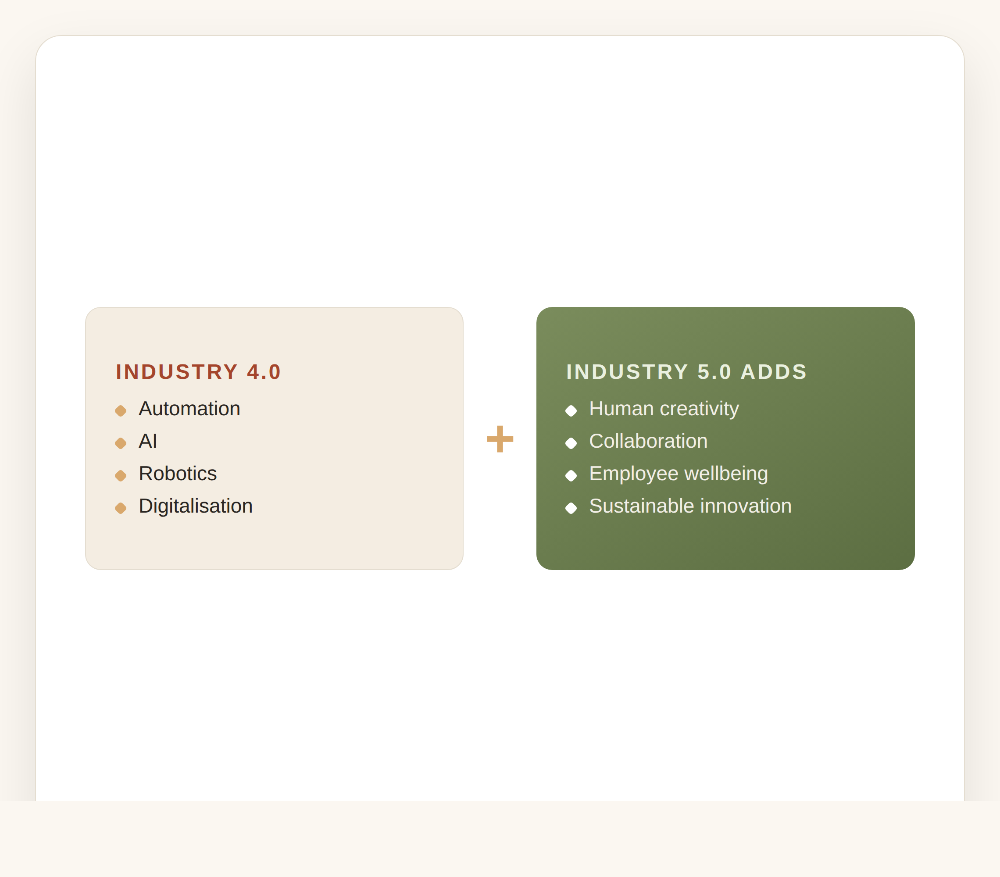 INDUSTRY 4.0
Automation
AI
Robotics
Digitalisation
+
INDUSTRY 5.0 ADDS
Human creativity
Collaboration
Employee wellbeing
Sustainable innovation